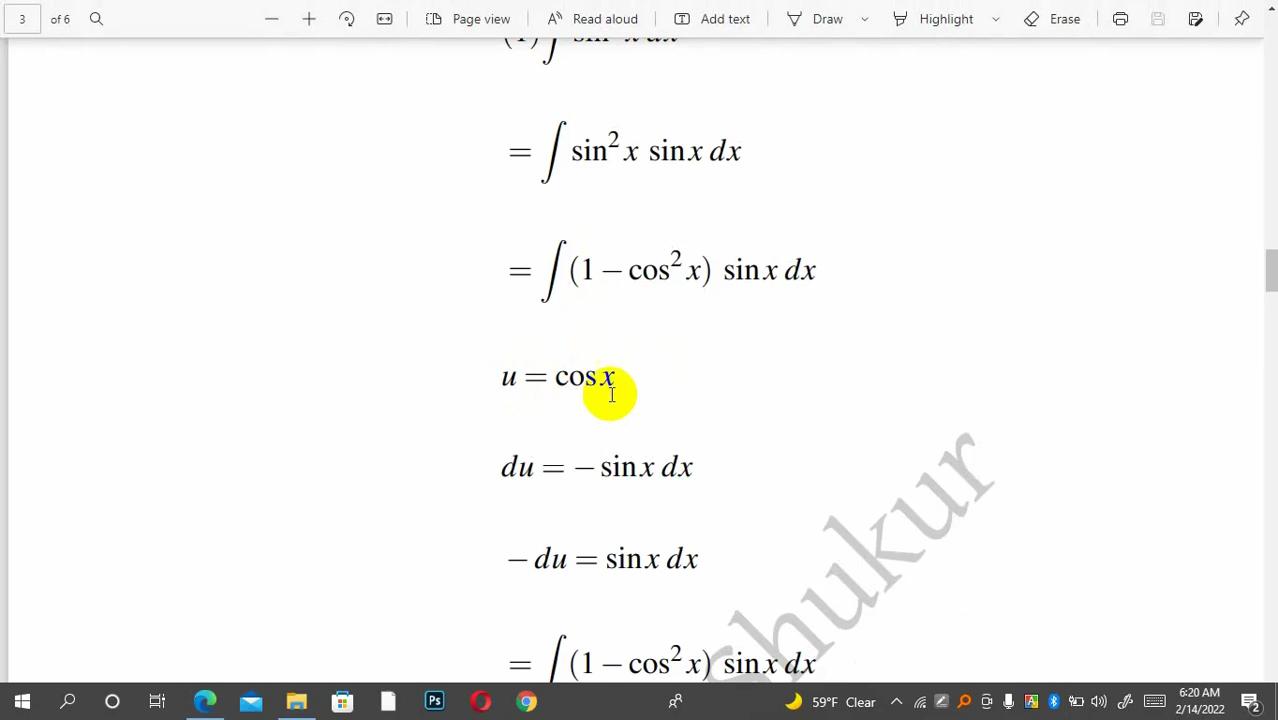 3 of 6 Page view Read aloud Add text Draw Highlight Erase
= ∫ sin² x sin x dx
= ∫ (1 − cos² x) sin x dx
u = cos x
du = − sin x dx
− du = sin x dx
= ∫ (1 − cos² x) sin x dx
shukur
Ps 59°F Clear 6:20 AM
2/14/2022 2